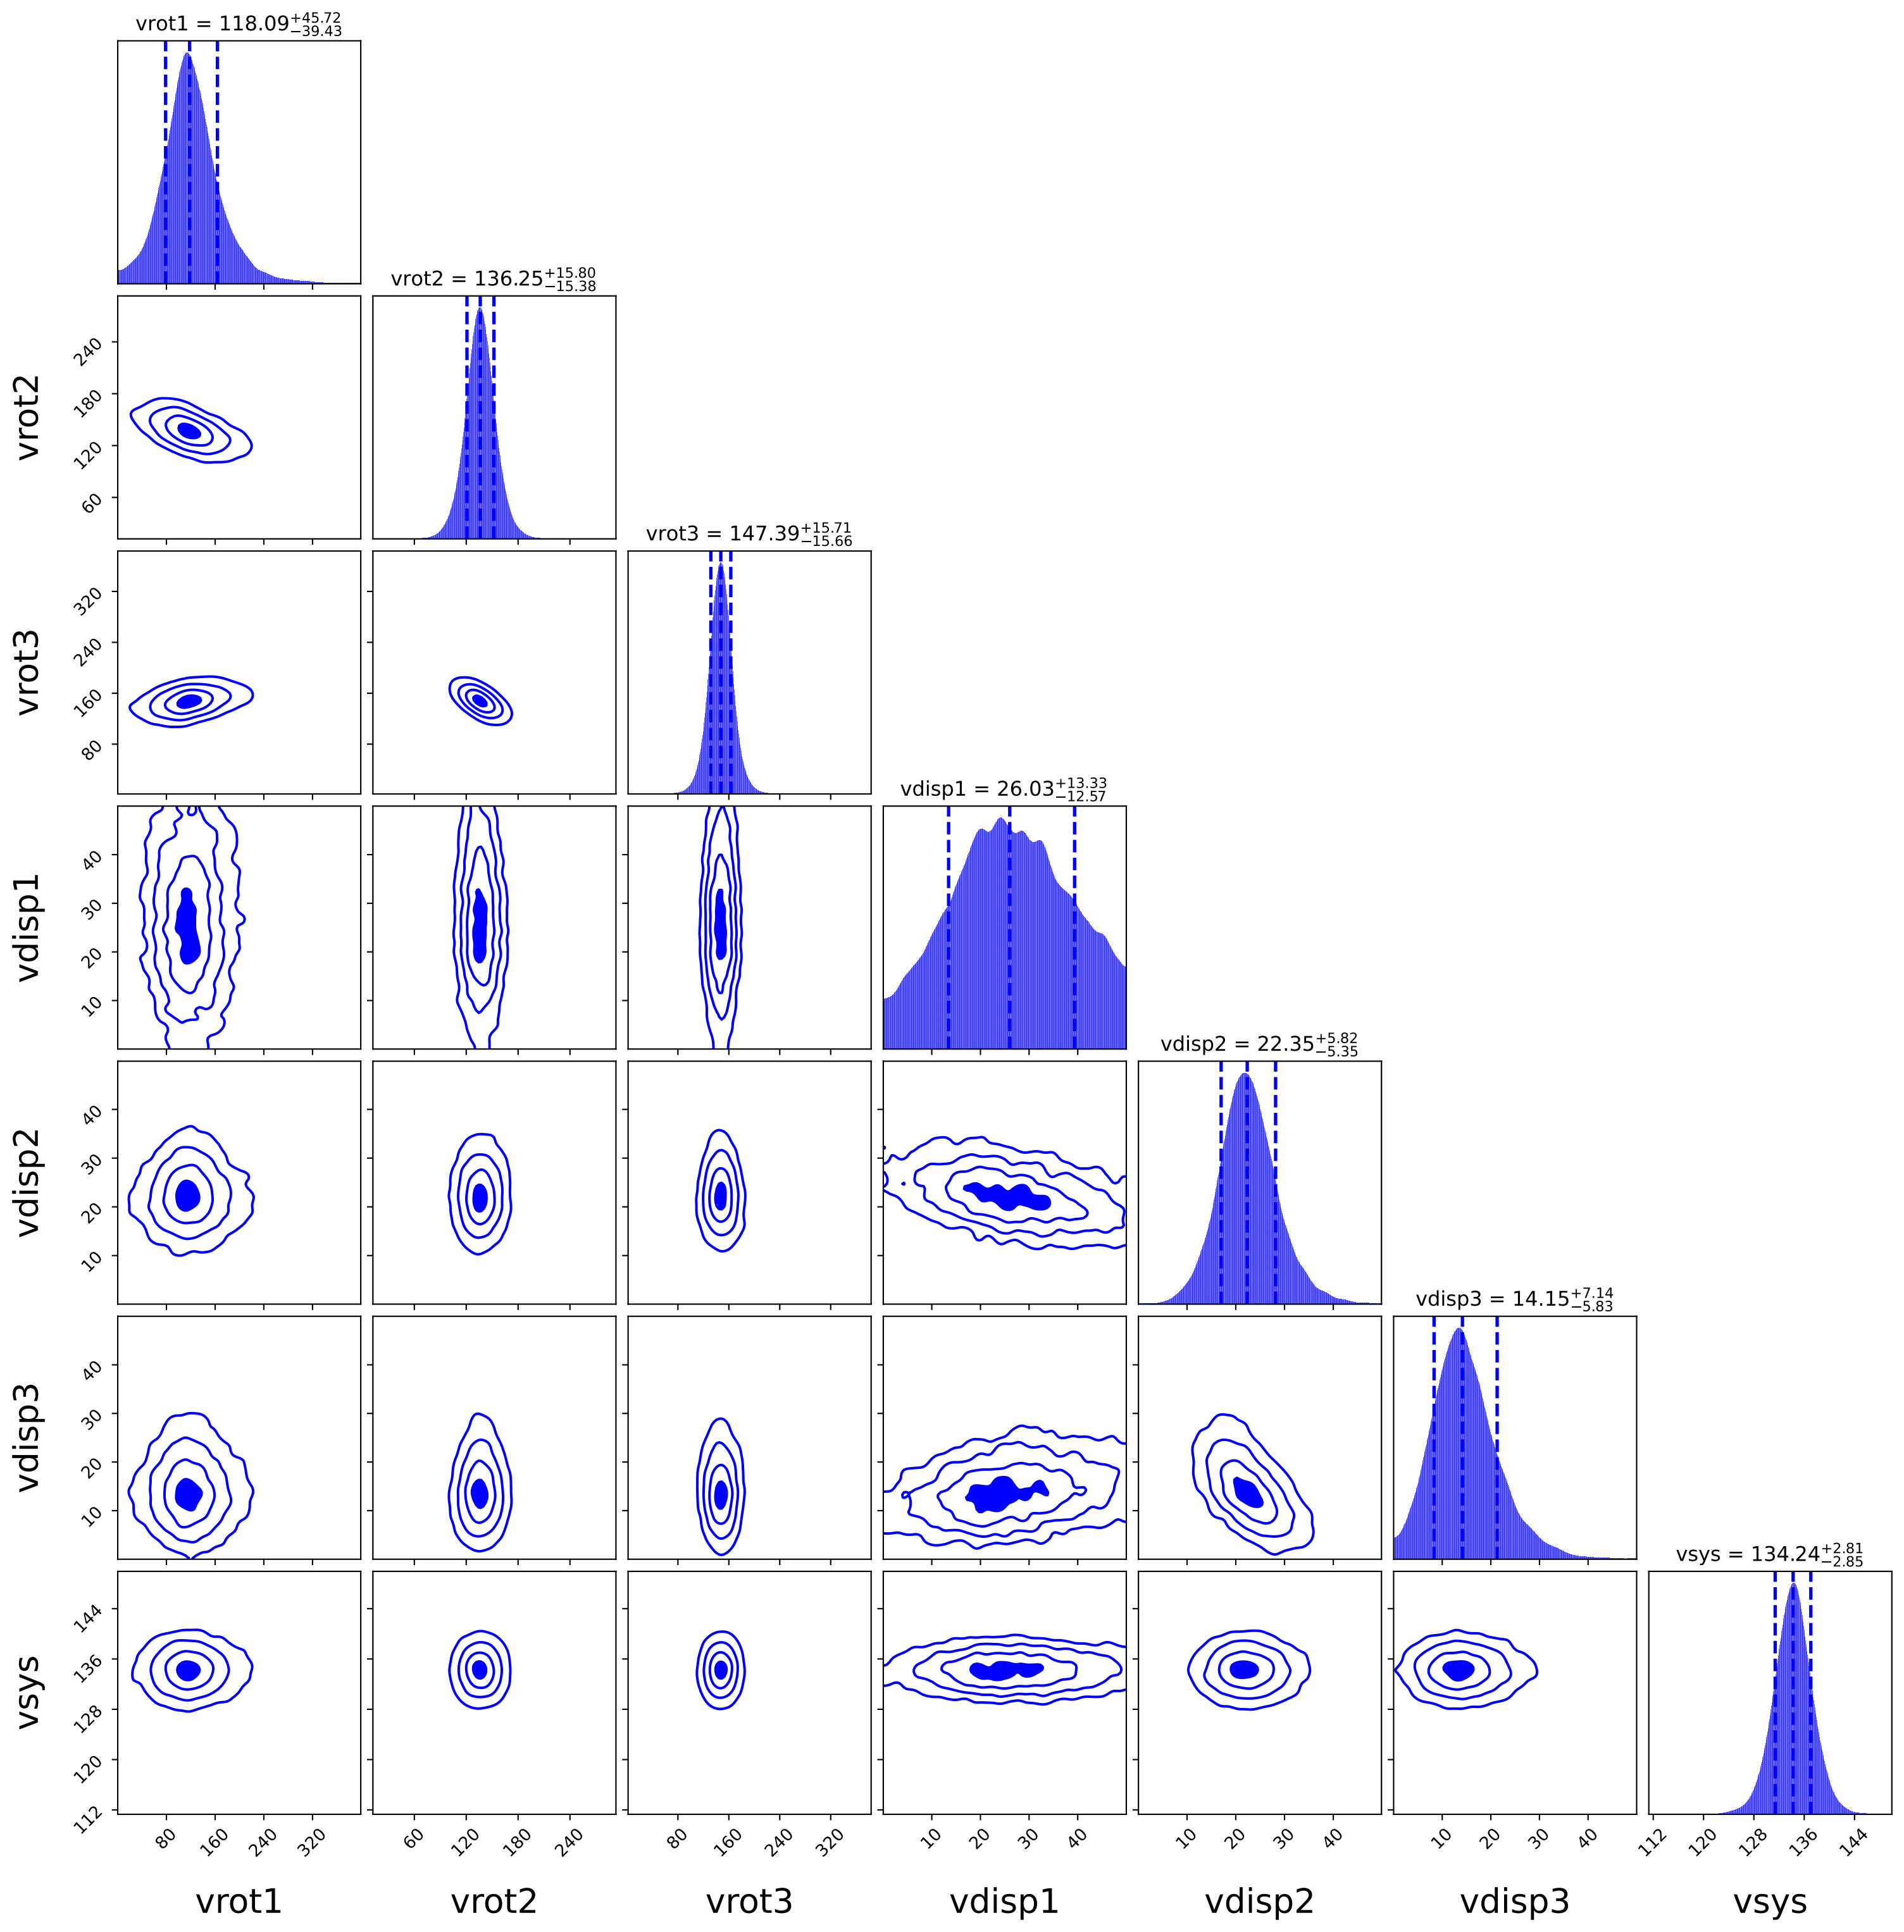 vrot1 = 118.09+45.72−39.43
vrot2 = 136.25+15.80−15.38
240
180
120
60
vrot2
vrot3 = 147.39+15.71−15.66
320
240
160
80
vrot3
vdisp1 = 26.03+13.33−12.57
40
30
20
10
vdisp1
vdisp2 = 22.35+5.82−5.35
40
30
20
10
vdisp2
vdisp3 = 14.15+7.14−5.83
40
30
20
10
vdisp3
vsys = 134.24+2.81−2.85
144
136
128
120
112
vsys
80 160 240 320 60 120 180 240 80 160 240 320 10 20 30 40 10 20 30 40 10 20 30 40 112 120 128 136 144
vrot1 vrot2 vrot3 vdisp1 vdisp2 vdisp3 vsys